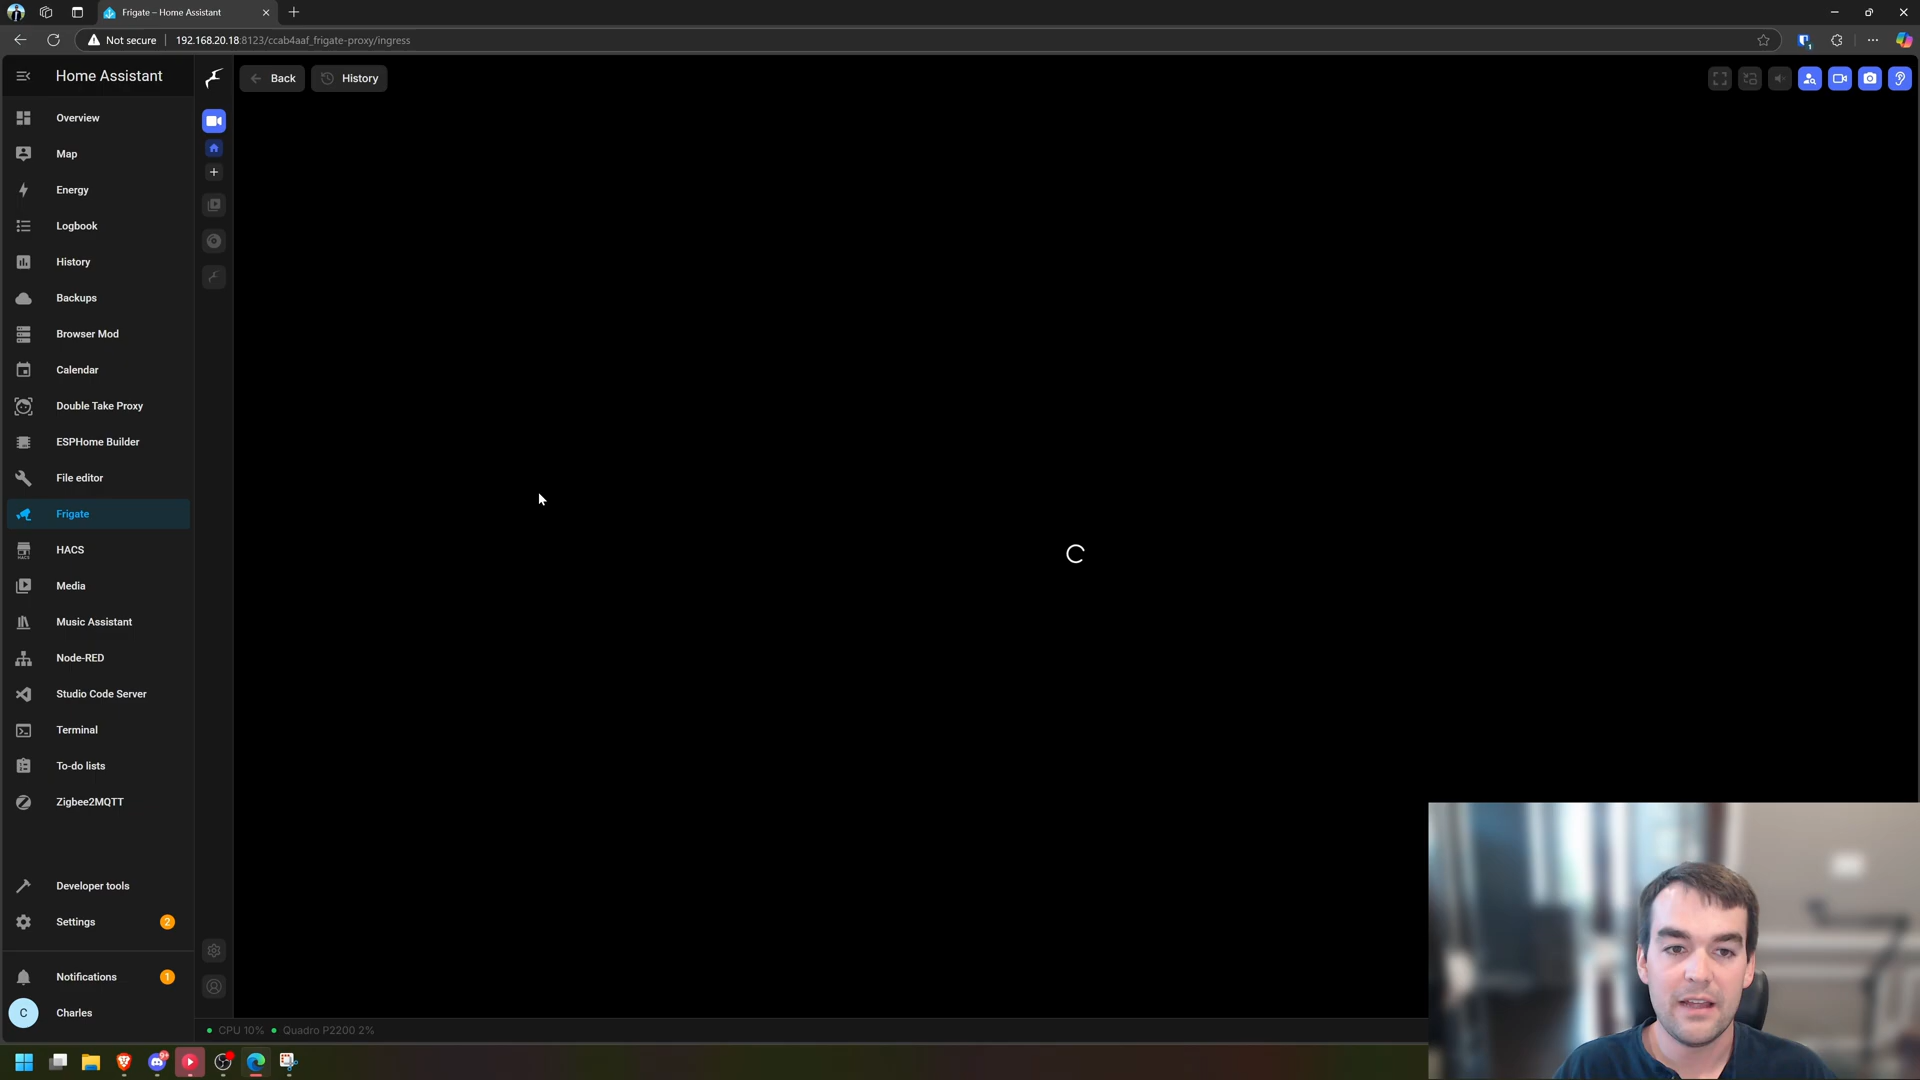 Frigate – Home Assistant
Not secure
192.168.20.18:8123/ccab4aaf_frigate-proxy/ingress
Home Assistant
Back
History
Overview
Map
Energy
Logbook
History
Backups
Browser Mod
Calendar
Double Take Proxy
ESPHome Builder
File editor
Frigate
HACS
Media
Music Assistant
Node-RED
Studio Code Server
Terminal
To-do lists
Zigbee2MQTT
Developer tools
Settings 2
Notifications 1
C Charles
CPU 10% Quadro P2200 2%